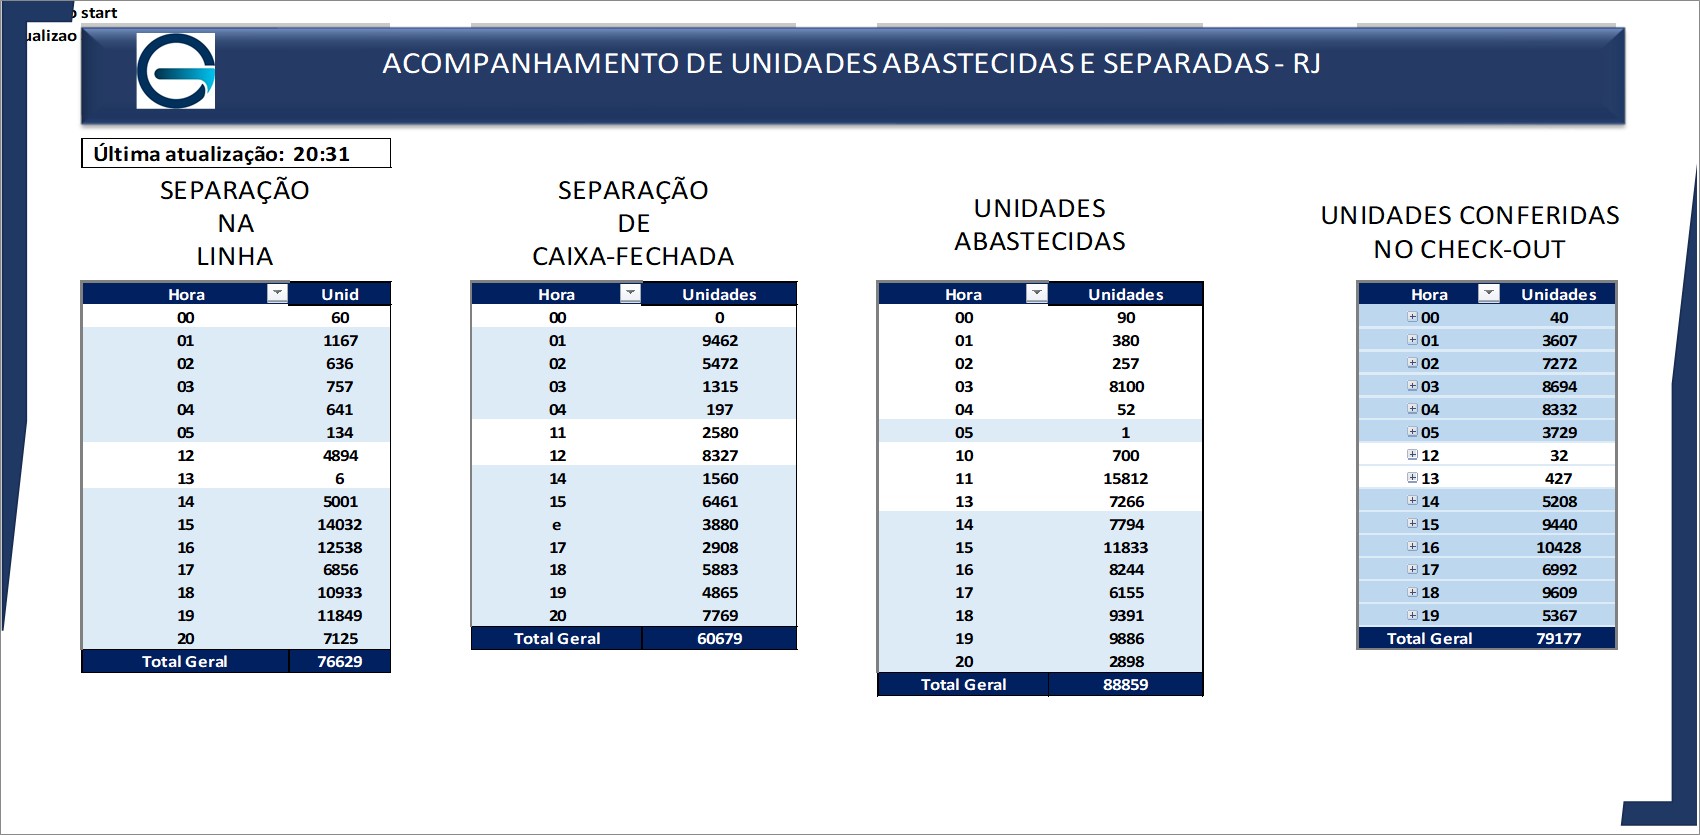 o start
ualizao
ACOMPANHAMENTO DE UNIDADES ABASTECIDAS E SEPARADAS - RJ
Última atualização: 20:31
SEPARAÇÃO
NA
LINHA
Hora Unid
00 60
01 1167
02 636
03 757
04 641
05 134
12 4894
13 6
14 5001
15 14032
16 12538
17 6856
18 10933
19 11849
20 7125
Total Geral 76629
SEPARAÇÃO
DE
CAIXA-FECHADA
Hora Unidades
00 0
01 9462
02 5472
03 1315
04 197
11 2580
12 8327
14 1560
15 6461
e 3880
17 2908
18 5883
19 4865
20 7769
Total Geral 60679
UNIDADES
ABASTECIDAS
Hora Unidades
00 90
01 380
02 257
03 8100
04 52
05 1
10 700
11 15812
13 7266
14 7794
15 11833
16 8244
17 6155
18 9391
19 9886
20 2898
Total Geral 88859
UNIDADES CONFERIDAS
NO CHECK-OUT
Hora Unidades
00 40
01 3607
02 7272
03 8694
04 8332
05 3729
12 32
13 427
14 5208
15 9440
16 10428
17 6992
18 9609
19 5367
Total Geral 79177